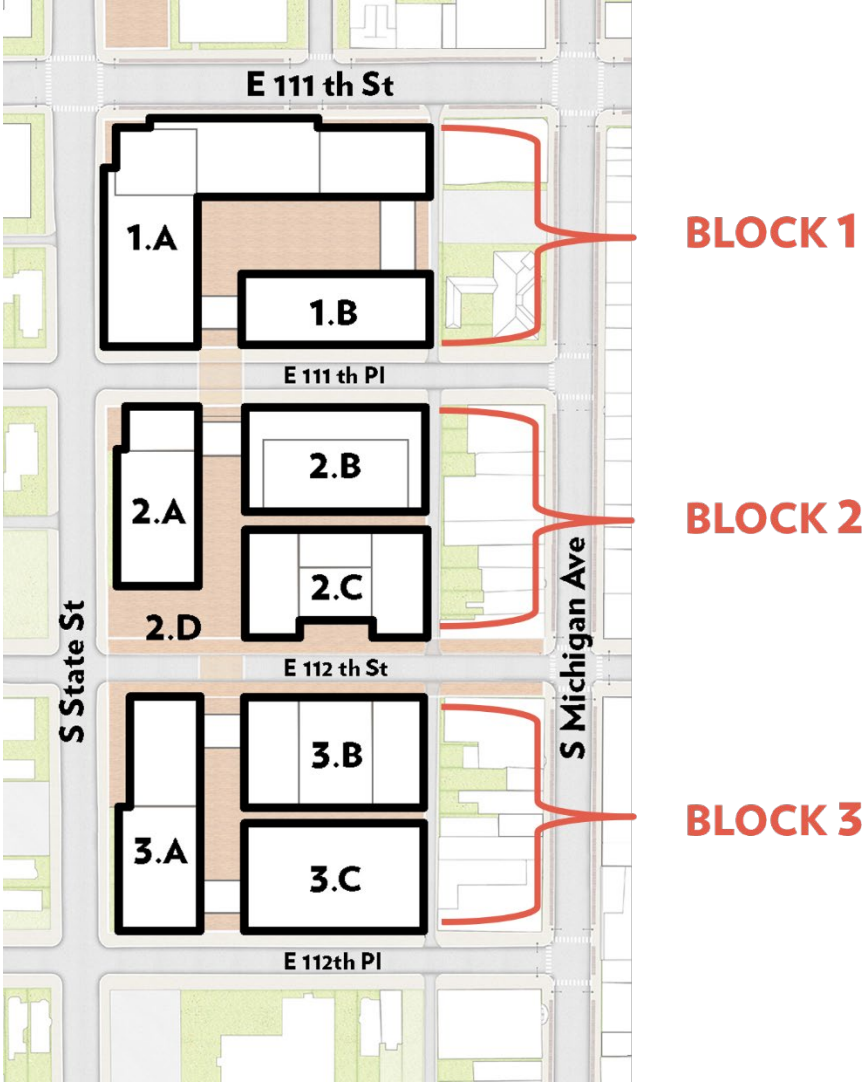 E 111 th St
1.A
BLOCK 1
1.B
E 111 th Pl
2.B
2.A
BLOCK 2
2.C
2.D
E 112 th St
S State St
S Michigan Ave
3.B
BLOCK 3
3.A
3.C
E 112th Pl